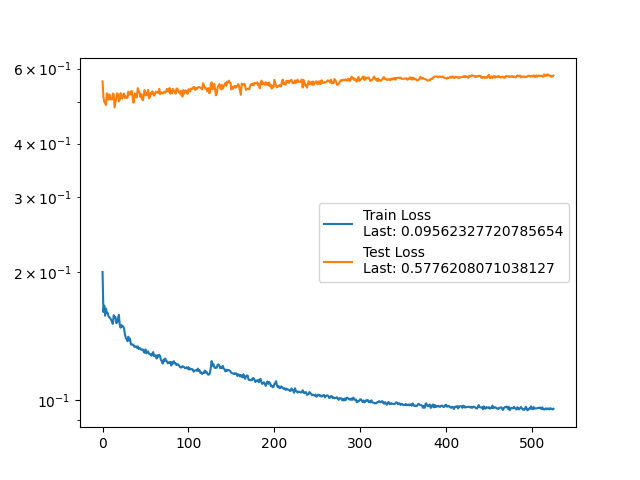 6 × 10⁻¹
4 × 10⁻¹
3 × 10⁻¹
2 × 10⁻¹
10⁻¹
Train Loss
Last: 0.09562327720785654
Test Loss
Last: 0.5776208071038127
0 100 200 300 400 500